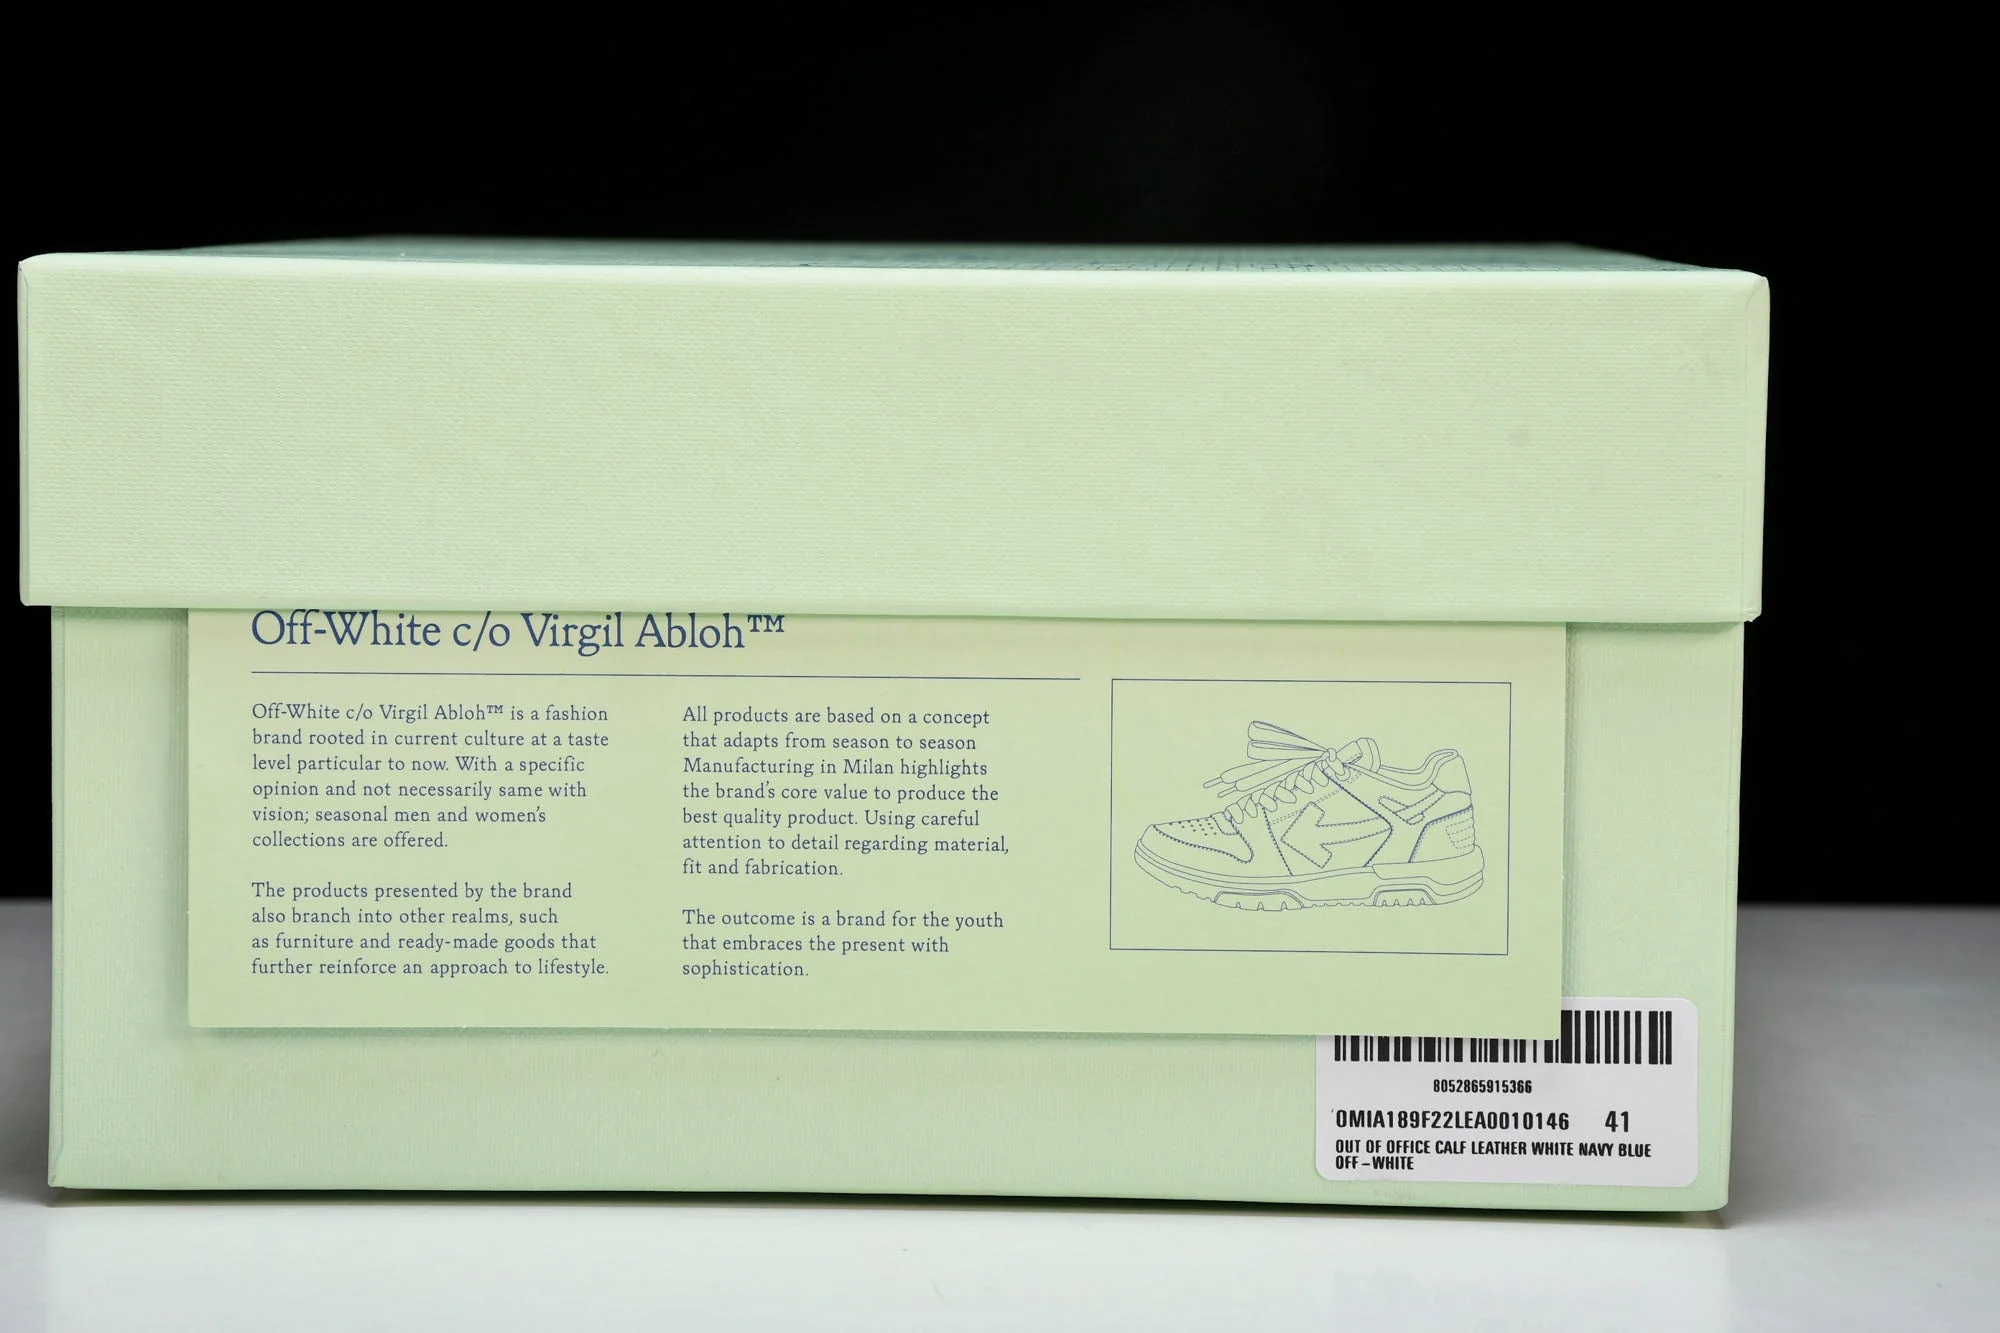 Off-White c/o Virgil Abloh™
Off-White c/o Virgil Abloh™ is a fashion
brand rooted in current culture at a taste
level particular to now. With a specific
opinion and not necessarily same with
vision; seasonal men and women's
collections are offered.
The products presented by the brand
also branch into other realms, such
as furniture and ready-made goods that
further reinforce an approach to lifestyle.
All products are based on a concept
that adapts from season to season
Manufacturing in Milan highlights
the brand's core value to produce the
best quality product. Using careful
attention to detail regarding material,
fit and fabrication.
The outcome is a brand for the youth
that embraces the present with
sophistication.
8052865915366
OMIA189F22LEA0010146 41
OUT OF OFFICE CALF LEATHER WHITE NAVY BLUE
OFF-WHITE